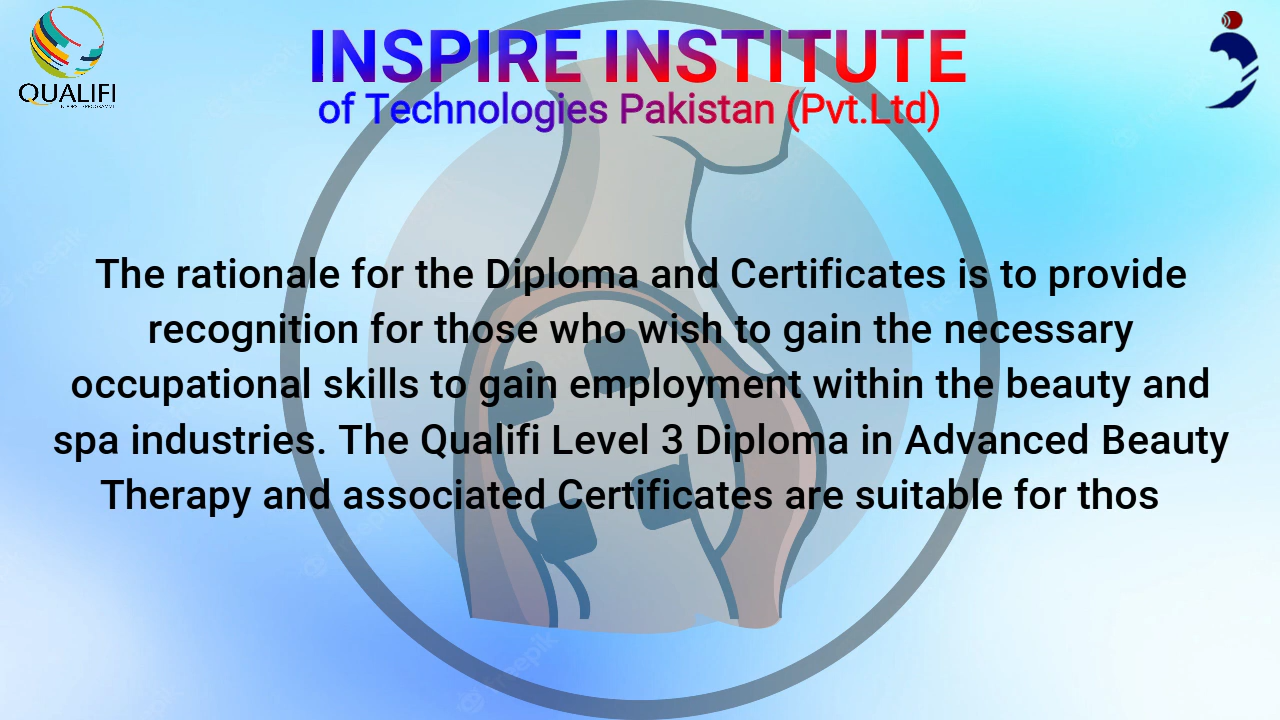 QUALIFI
INSPIRE INSTITUTE
of Technologies Pakistan (Pvt.Ltd)
The rationale for the Diploma and Certificates is to provide
recognition for those who wish to gain the necessary
occupational skills to gain employment within the beauty and
spa industries. The Qualifi Level 3 Diploma in Advanced Beauty
Therapy and associated Certificates are suitable for thos
freepik